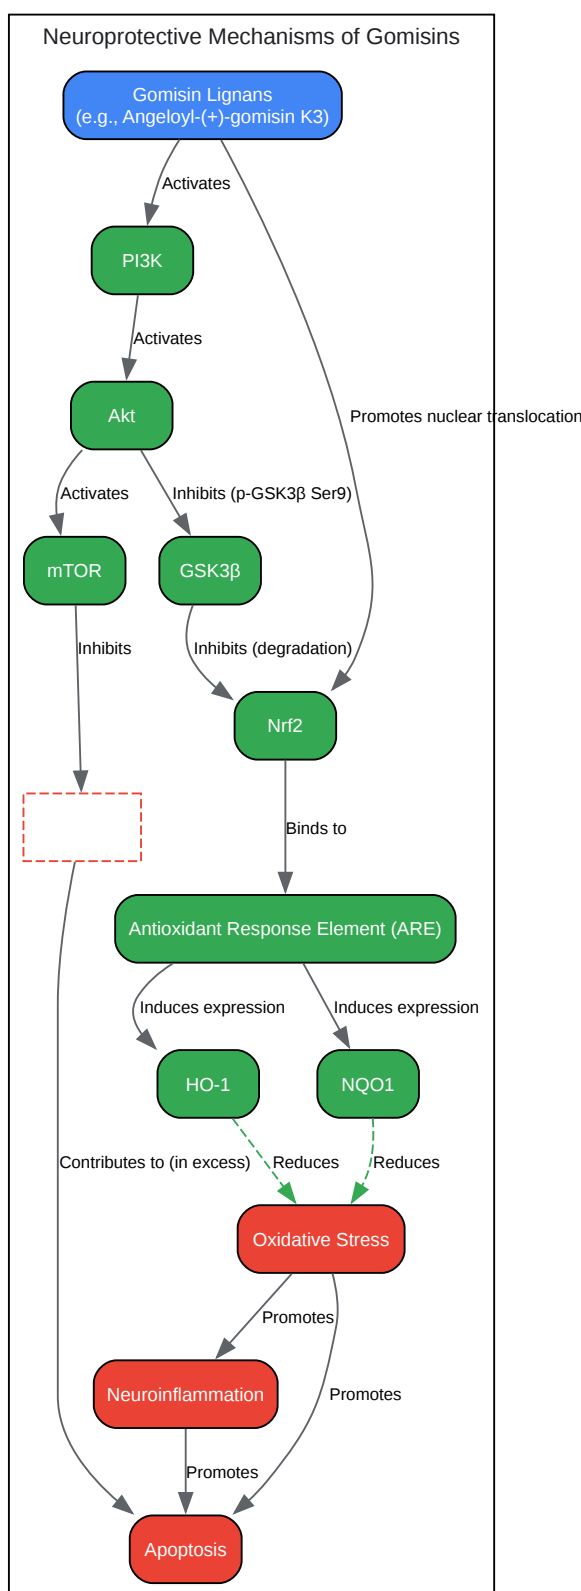 Neuroprotective Mechanisms of Gomisins
Gomisin Lignans
(e.g., Angeloyl-(+)-gomisin K3)
Activates
PI3K
Activates
Akt
Promotes nuclear translocation
Activates
Inhibits (p-GSK3β Ser9)
mTOR
GSK3β
Inhibits
Inhibits (degradation)
Nrf2
Binds to
Antioxidant Response Element (ARE)
Induces expression
Induces expression
HO-1
NQO1
Contributes to (in excess)
Reduces
Reduces
Oxidative Stress
Promotes
Neuroinflammation
Promotes
Promotes
Apoptosis